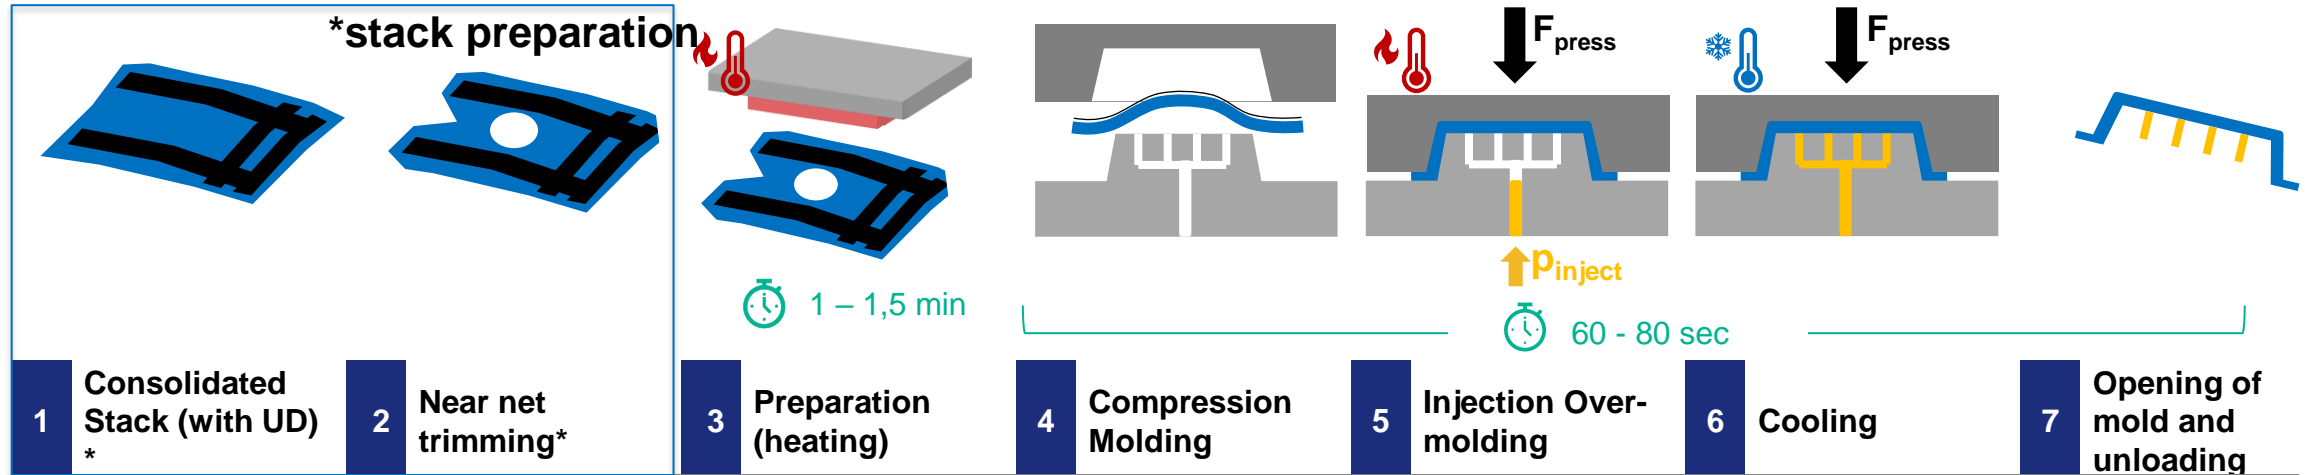 *stack preparation
F press
F press
p inject
1 – 1,5 min
60 - 80 sec
1
Consolidated
Stack (with UD)
*
2
Near net
trimming*
3
Preparation
(heating)
4
Compression
Molding
5
Injection Over-
molding
6
Cooling
7
Opening of
mold and
unloading